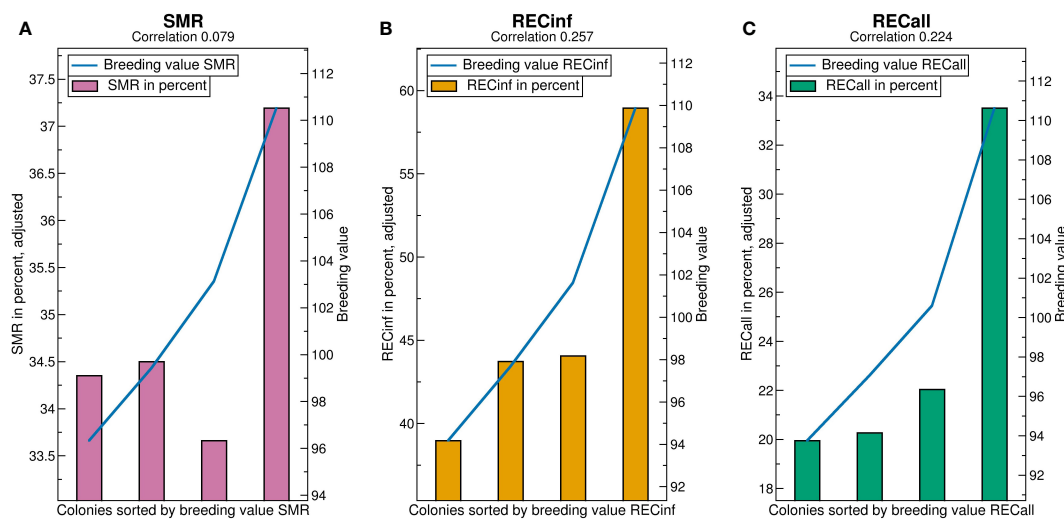 A
SMR
Correlation 0.079
Breeding value SMR
SMR in percent
SMR in percent, adjusted
37.5
37
36.5
36
35.5
35
34.5
34
33.5
112
110
108
106
104
102
100
98
96
94
Breeding value
Colonies sorted by breeding value SMR
B
RECinf
Correlation 0.257
Breeding value RECinf
RECinf in percent
RECinf in percent, adjusted
60
55
50
45
40
112
110
108
106
104
102
100
98
96
94
92
Breeding value
Colonies sorted by breeding value RECinf
C
RECall
Correlation 0.224
Breeding value RECall
RECall in percent
RECall in percent, adjusted
34
32
30
28
26
24
22
20
18
112
110
108
106
104
102
100
98
96
94
92
Breeding value
Colonies sorted by breeding value RECall